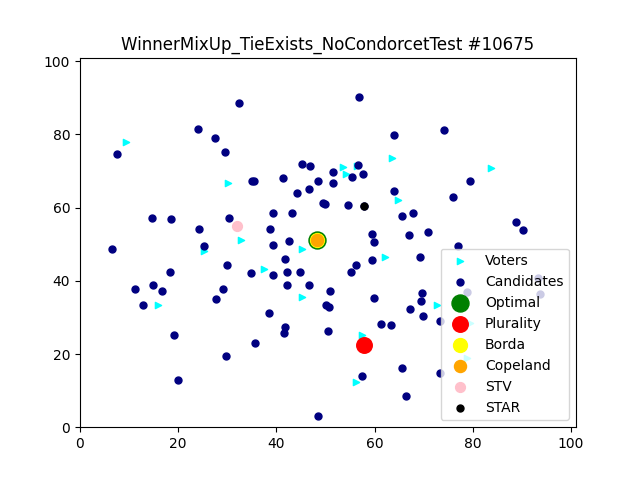 WinnerMixUp_TieExists_NoCondorcetTest #10675
100
80
60
40
20
0
0
20
40
60
80
100
Voters
Candidates
Optimal
Plurality
Borda
Copeland
STV
STAR